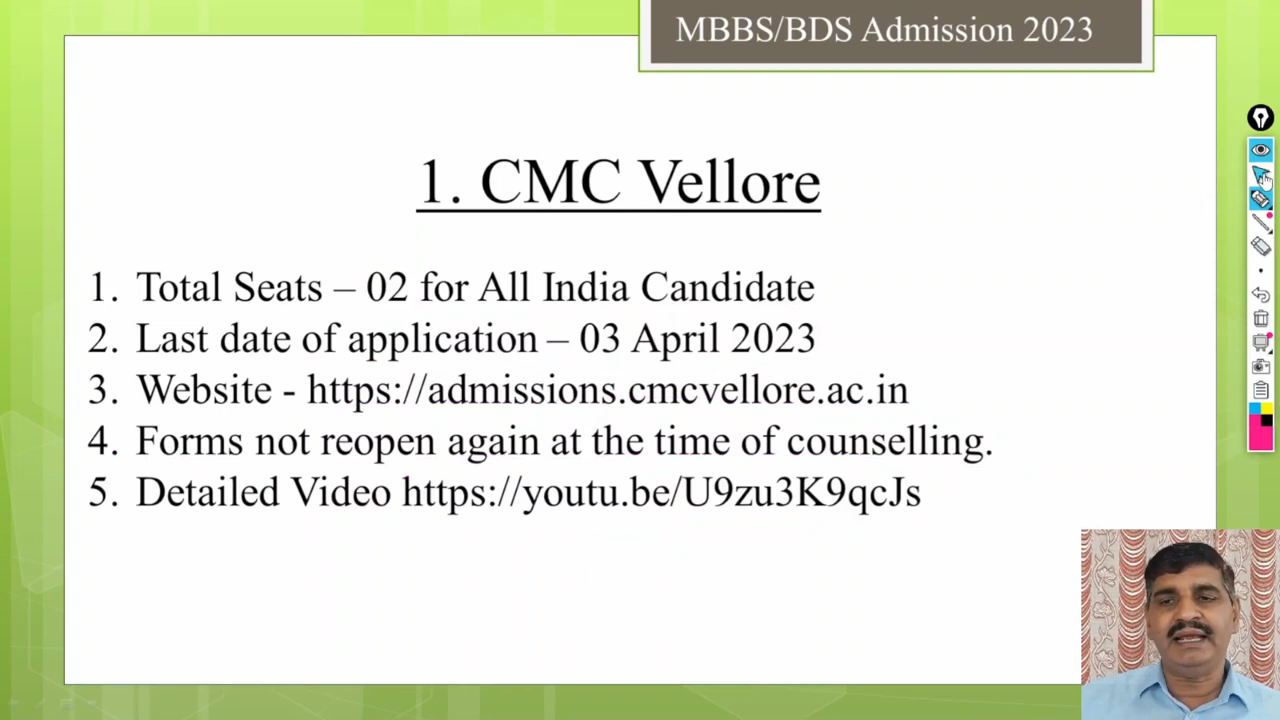 MBBS/BDS Admission 2023
1. CMC Vellore
1. Total Seats – 02 for All India Candidate
2. Last date of application – 03 April 2023
3. Website - https://admissions.cmcvellore.ac.in
4. Forms not reopen again at the time of counselling.
5. Detailed Video https://youtu.be/U9zu3K9qcJs